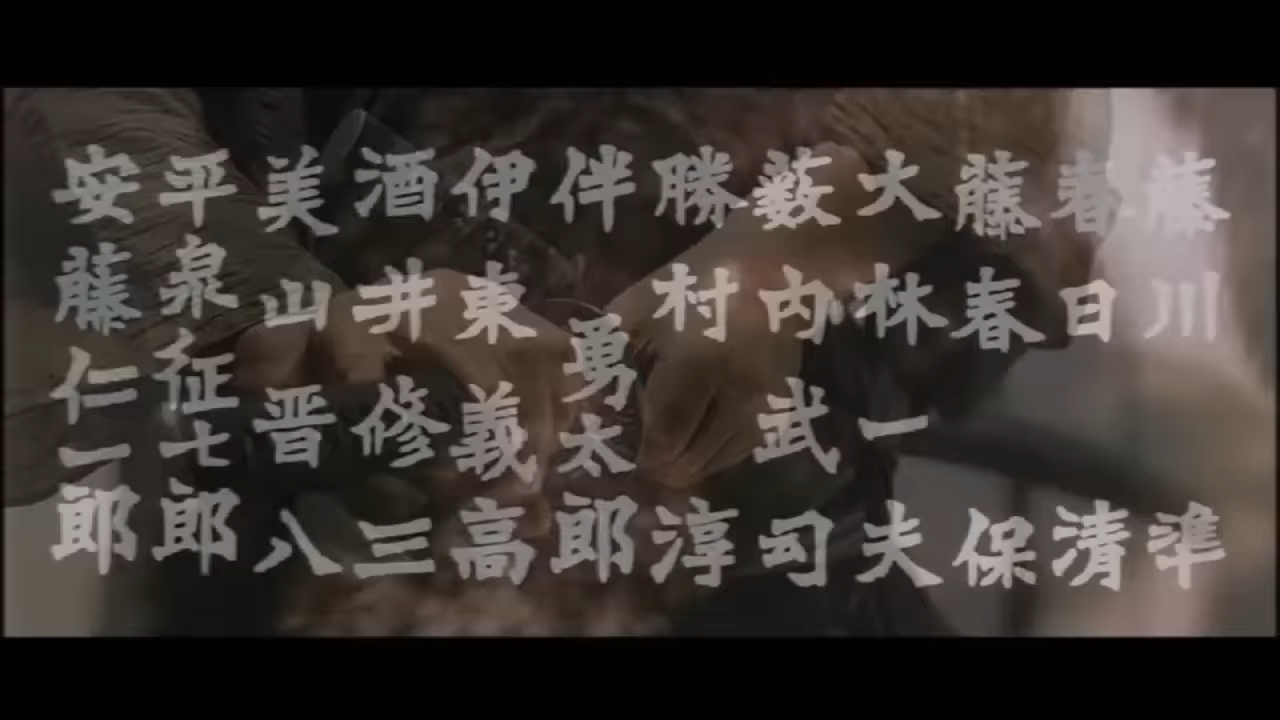 藤川準
春日清
藤春保
大林一夫
薮内武司
勝村淳
伴勇太郎
伊東義高
酒井修三
美山晋八
平泉征七郎
安藤仁一郎